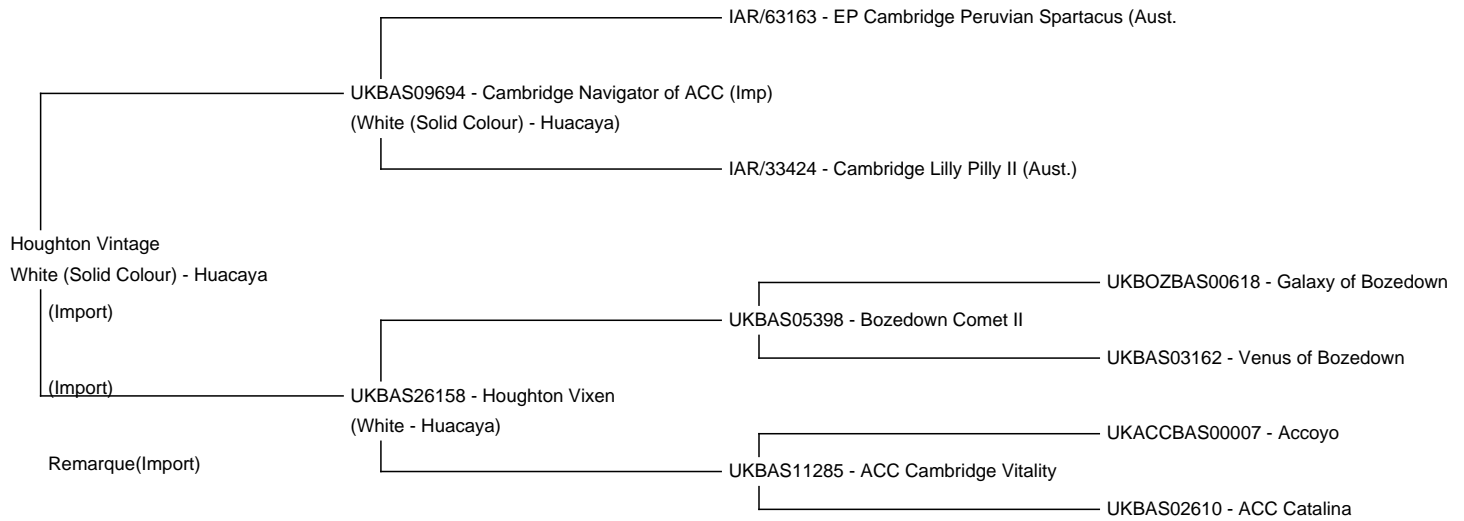 IAR/63163 - EP Cambridge Peruvian Spartacus (Aust.
UKBAS09694 - Cambridge Navigator of ACC (Imp)
(White (Solid Colour) - Huacaya)
IAR/33424 - Cambridge Lilly Pilly II (Aust.)
Houghton Vintage
White (Solid Colour) - Huacaya
UKBOZBAS00618 - Galaxy of Bozedown
(Import)
UKBAS05398 - Bozedown Comet II
UKBAS03162 - Venus of Bozedown
(Import)
UKBAS26158 - Houghton Vixen
(White - Huacaya)
UKACCBAS00007 - Accoyo
Remarque(Import)
UKBAS11285 - ACC Cambridge Vitality
UKBAS02610 - ACC Catalina